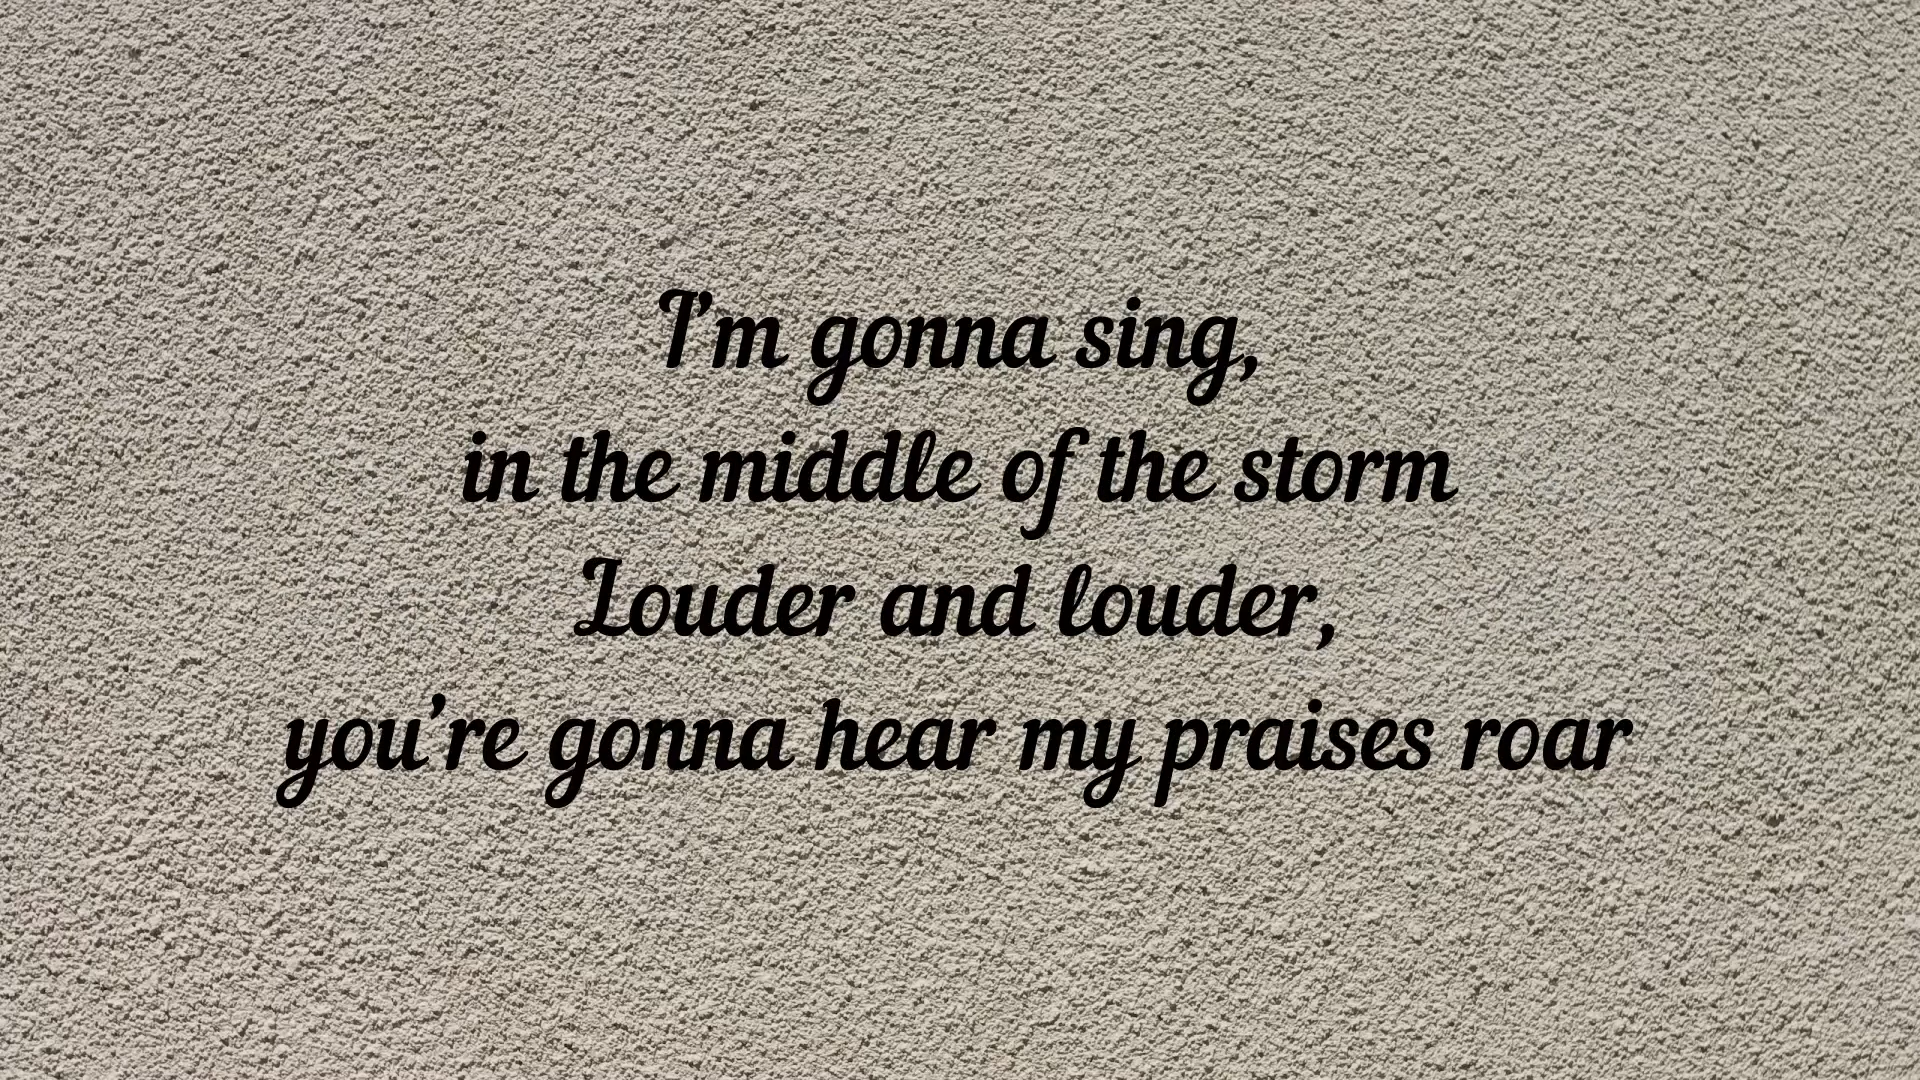 I'm gonna sing,
in the middle of the storm
Louder and louder,
you're gonna hear my praises roar